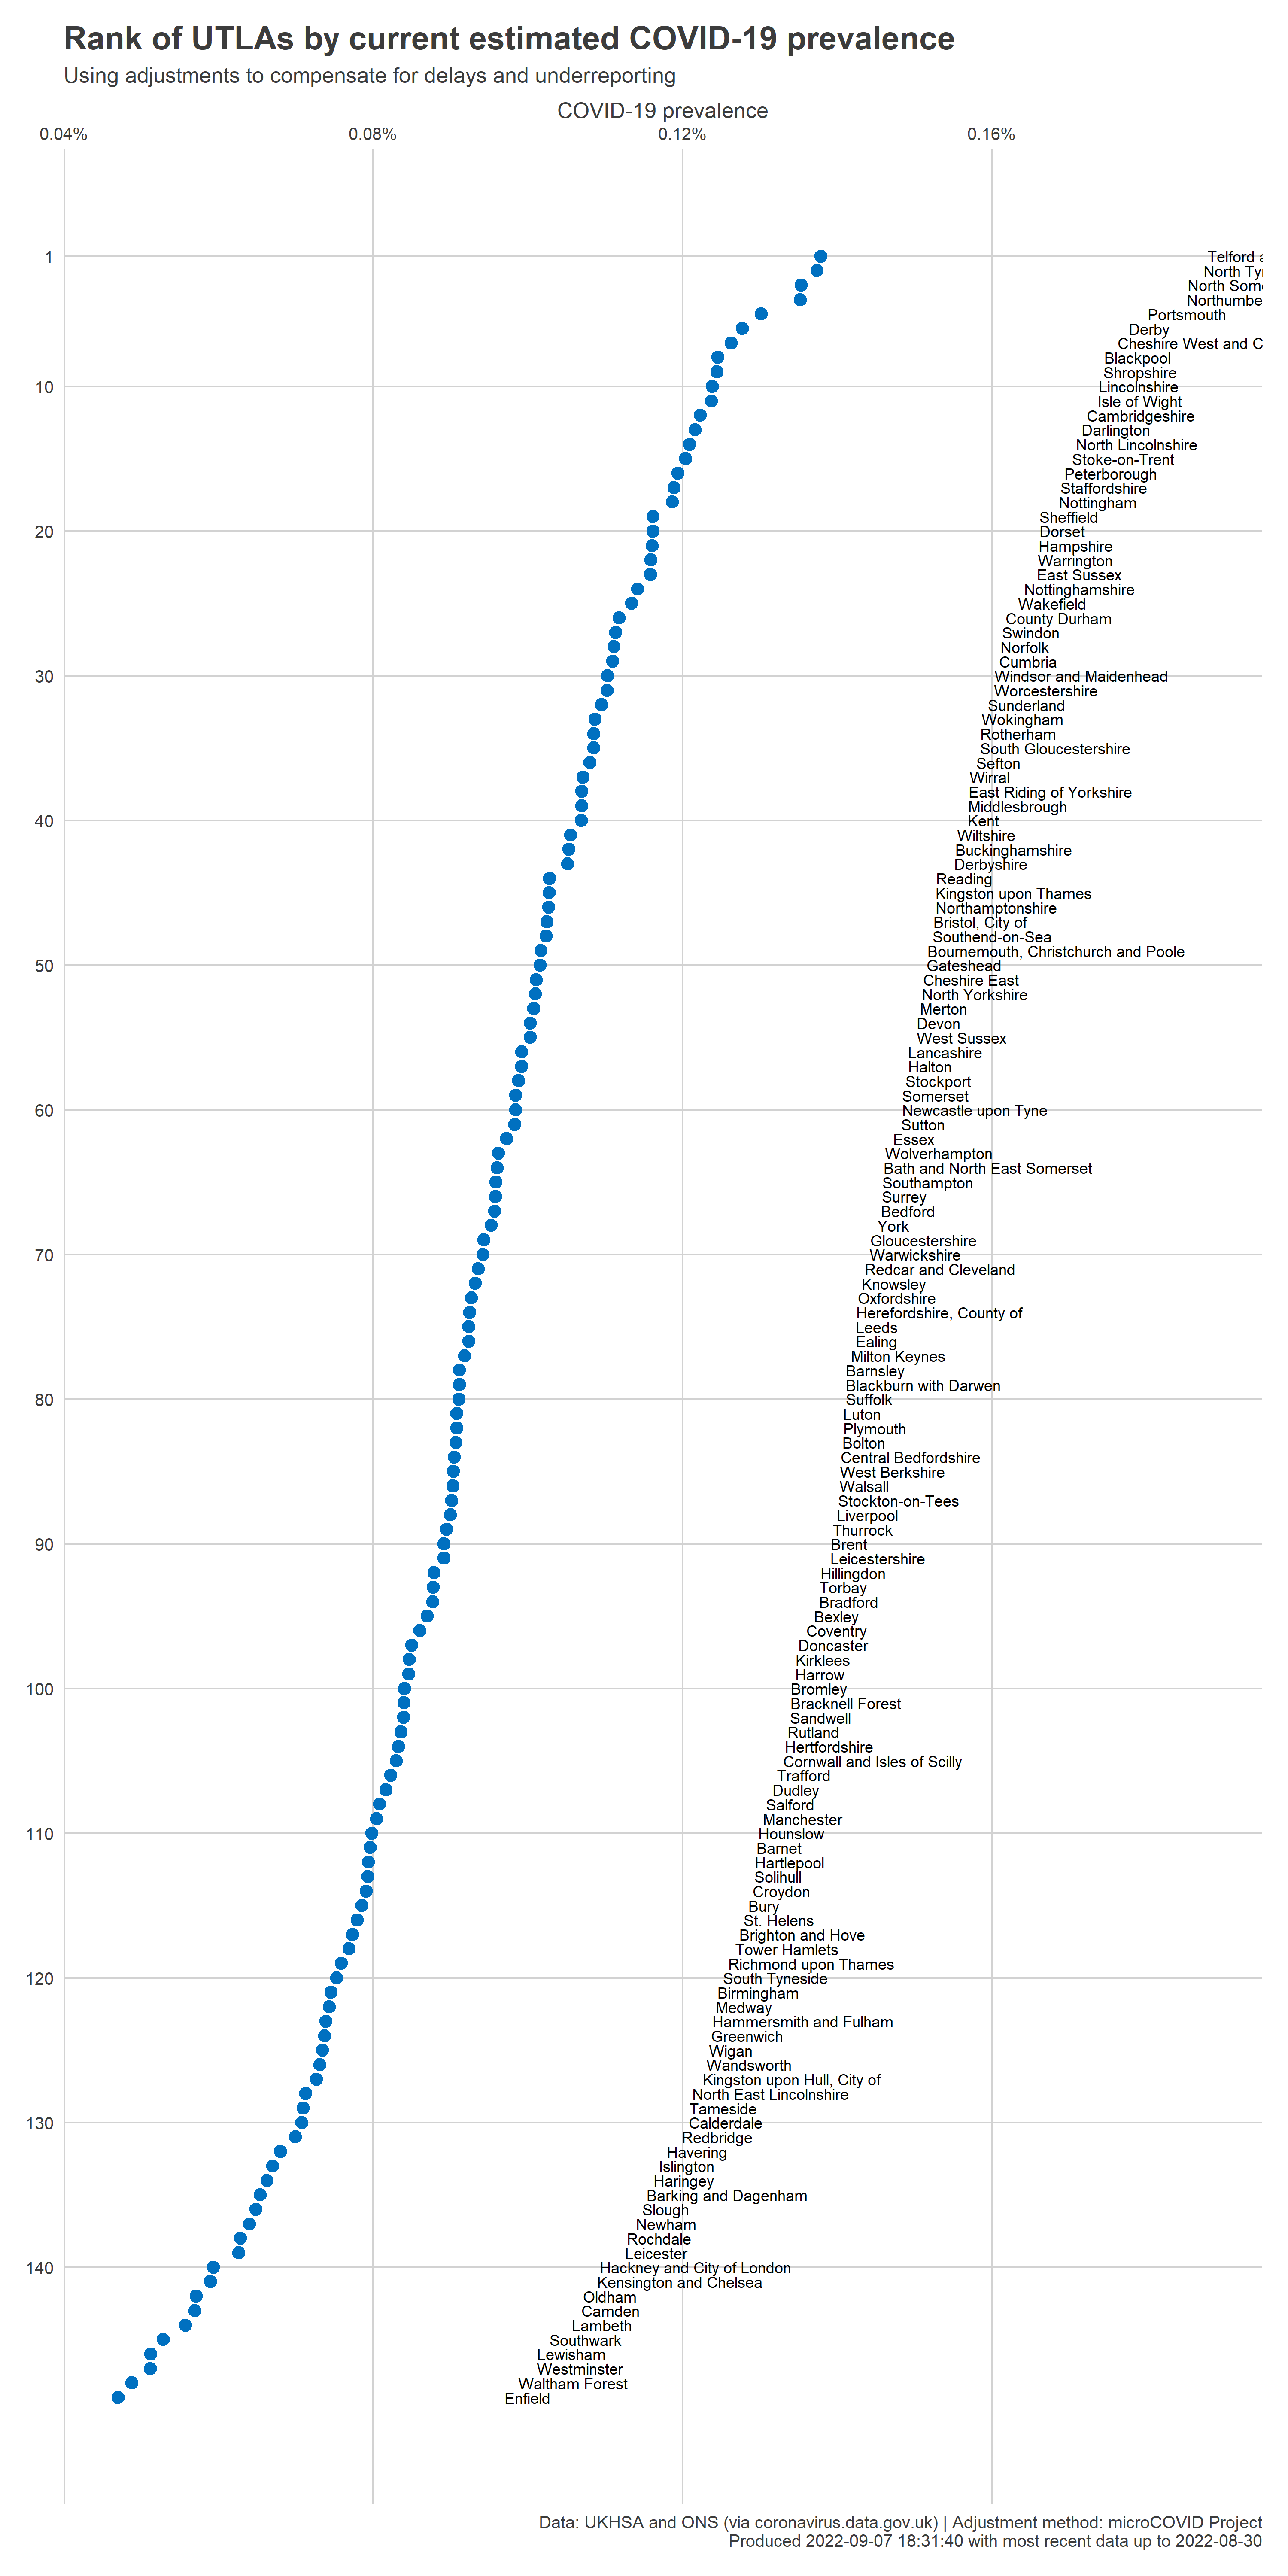 Rank of UTLAs by current estimated COVID-19 prevalence
Using adjustments to compensate for delays and underreporting
COVID-19 prevalence
0.04% 0.08% 0.12% 0.16%
1 Telford a
North Ty
North Som
Northumbe
Portsmouth
Derby
Cheshire West and C
Blackpool
Shropshire
10 Lincolnshire
Isle of Wight
Cambridgeshire
Darlington
North Lincolnshire
Stoke-on-Trent
Peterborough
Staffordshire
Nottingham
Sheffield
20 Dorset
Hampshire
Warrington
East Sussex
Nottinghamshire
Wakefield
County Durham
Swindon
Norfolk
Cumbria
30 Windsor and Maidenhead
Worcestershire
Sunderland
Wokingham
Rotherham
South Gloucestershire
Sefton
Wirral
East Riding of Yorkshire
Middlesbrough
40 Kent
Wiltshire
Buckinghamshire
Derbyshire
Reading
Kingston upon Thames
Northamptonshire
Bristol, City of
Southend-on-Sea
Bournemouth, Christchurch and Poole
50 Gateshead
Cheshire East
North Yorkshire
Merton
Devon
West Sussex
Lancashire
Halton
Stockport
Somerset
60 Newcastle upon Tyne
Sutton
Essex
Wolverhampton
Bath and North East Somerset
Southampton
Surrey
Bedford
York
Gloucestershire
70 Warwickshire
Redcar and Cleveland
Knowsley
Oxfordshire
Herefordshire, County of
Leeds
Ealing
Milton Keynes
Barnsley
Blackburn with Darwen
80 Suffolk
Luton
Plymouth
Bolton
Central Bedfordshire
West Berkshire
Walsall
Stockton-on-Tees
Liverpool
Thurrock
90 Brent
Leicestershire
Hillingdon
Torbay
Bradford
Bexley
Coventry
Doncaster
Kirklees
Harrow
100 Bromley
Bracknell Forest
Sandwell
Rutland
Hertfordshire
Cornwall and Isles of Scilly
Trafford
Dudley
Salford
Manchester
110 Hounslow
Barnet
Hartlepool
Solihull
Croydon
Bury
St. Helens
Brighton and Hove
Tower Hamlets
Richmond upon Thames
120 South Tyneside
Birmingham
Medway
Hammersmith and Fulham
Greenwich
Wigan
Wandsworth
Kingston upon Hull, City of
North East Lincolnshire
Tameside
130 Calderdale
Redbridge
Havering
Islington
Haringey
Barking and Dagenham
Slough
Newham
Rochdale
Leicester
140 Hackney and City of London
Kensington and Chelsea
Oldham
Camden
Lambeth
Southwark
Lewisham
Westminster
Waltham Forest
Enfield
Data: UKHSA and ONS (via coronavirus.data.gov.uk) | Adjustment method: microCOVID Project
Produced 2022-09-07 18:31:40 with most recent data up to 2022-08-30